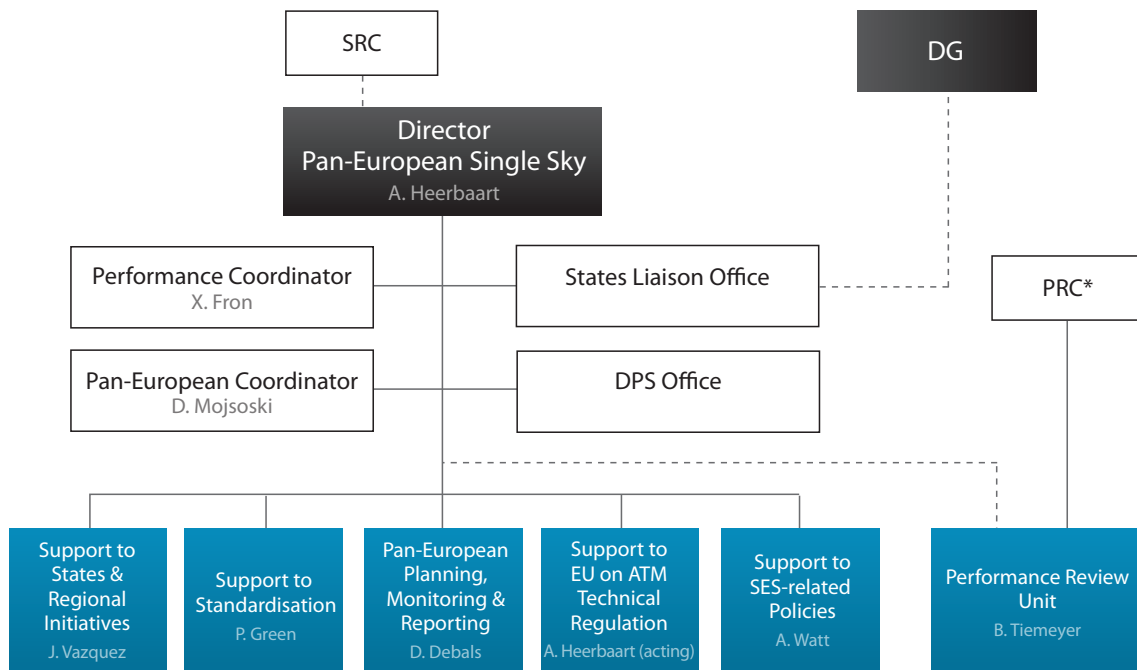 SRC
DG
Director
Pan-European Single Sky
A. Heerbaart
Performance Coordinator
X. Fron
States Liaison Office
PRC*
Pan-European Coordinator
D. Mojsoski
DPS Office
Support to
States &
Regional
Initiatives
J. Vazquez
Support to
Standardisation
P. Green
Pan-European
Planning,
Monitoring &
Reporting
D. Debals
Support to
EU on ATM
Technical
Regulation
A. Heerbaart (acting)
Support to
SES-related
Policies
A. Watt
Performance Review
Unit
B. Tiemeyer